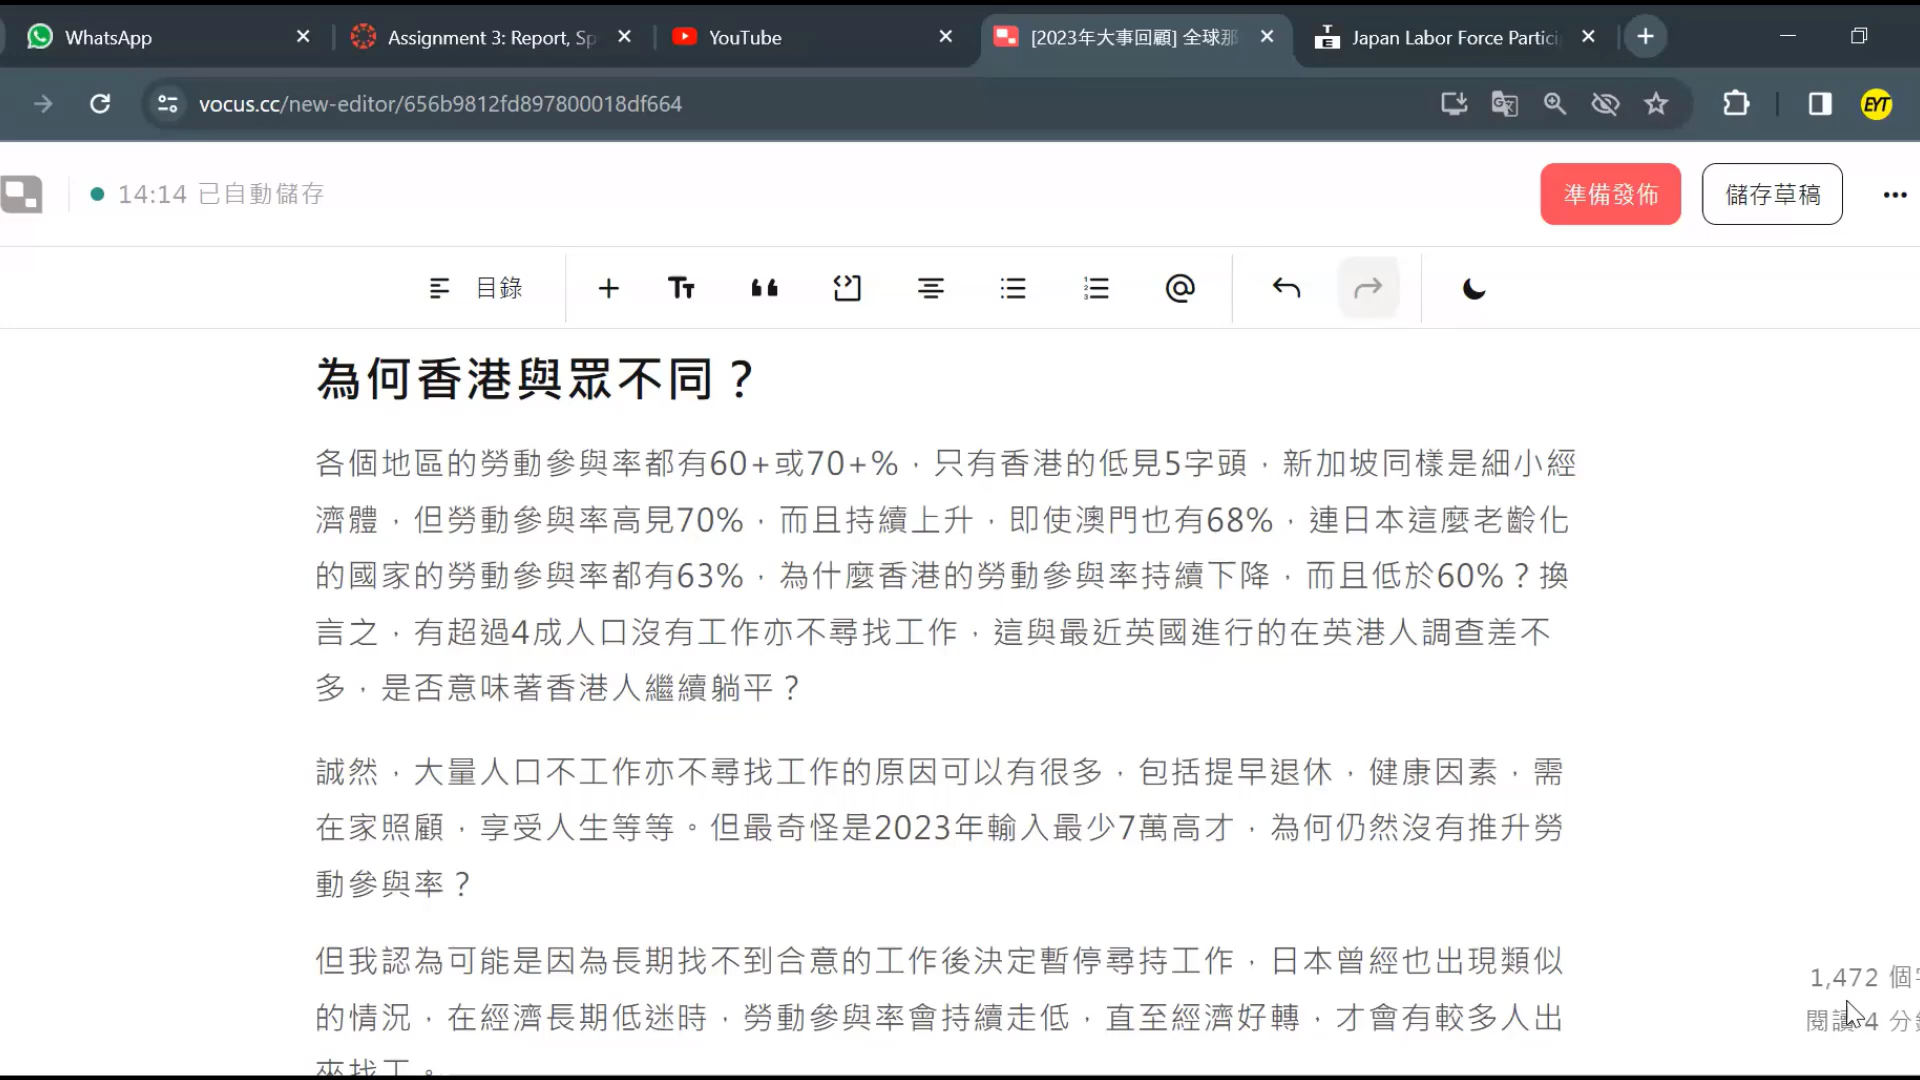 WhatsApp
Assignment 3: Report, Sp
YouTube
[2023年大事回顧] 全球那
Japan Labor Force Partici
vocus.cc/new-editor/656b9812fd897800018df664
EYT
14:14 已自動儲存
準備發佈
儲存草稿
目錄
為何香港與眾不同？
各個地區的勞動參與率都有60+或70+%，只有香港的低見5字頭，新加坡同樣是細小經
濟體，但勞動參與率高見70%，而且持續上升，即使澳門也有68%，連日本這麼老齡化
的國家的勞動參與率都有63%，為什麼香港的勞動參與率持續下降，而且低於60%？換
言之，有超過4成人口沒有工作亦不尋找工作，這與最近英國進行的在英港人調查差不
多，是否意味著香港人繼續躺平？
誠然，大量人口不工作亦不尋找工作的原因可以有很多，包括提早退休，健康因素，需
在家照顧，享受人生等等。但最奇怪是2023年輸入最少7萬高才，為何仍然沒有推升勞
動參與率？
但我認為可能是因為長期找不到合意的工作後決定暫停尋持工作，日本曾經也出現類似
的情況，在經濟長期低迷時，勞動參與率會持續走低，直至經濟好轉，才會有較多人出
來找工。
1,472 個
閱讀 4 分